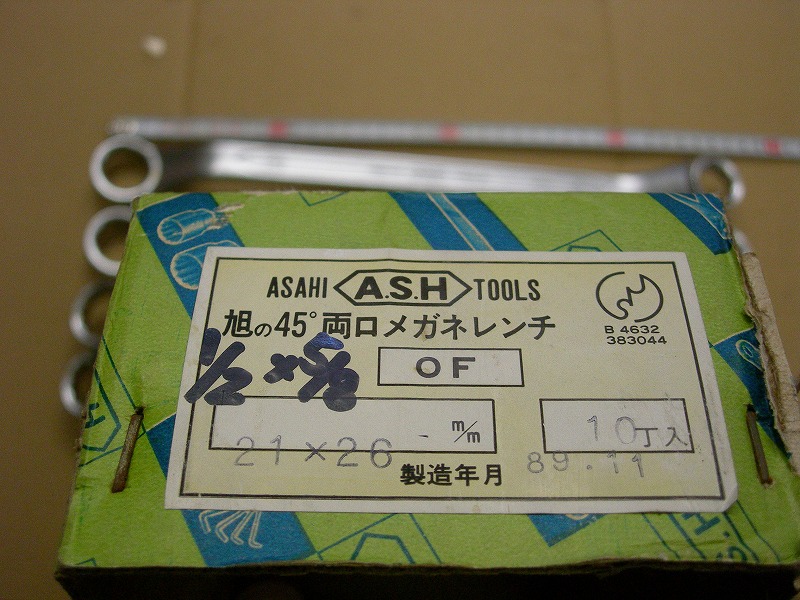 ASAHI A.S.H TOOLS
旭の45°両口メガネレンチ
B 4632
383044
1/2 × 5/8
OF
21×26 m/m
10丁入
製造年月 89.11